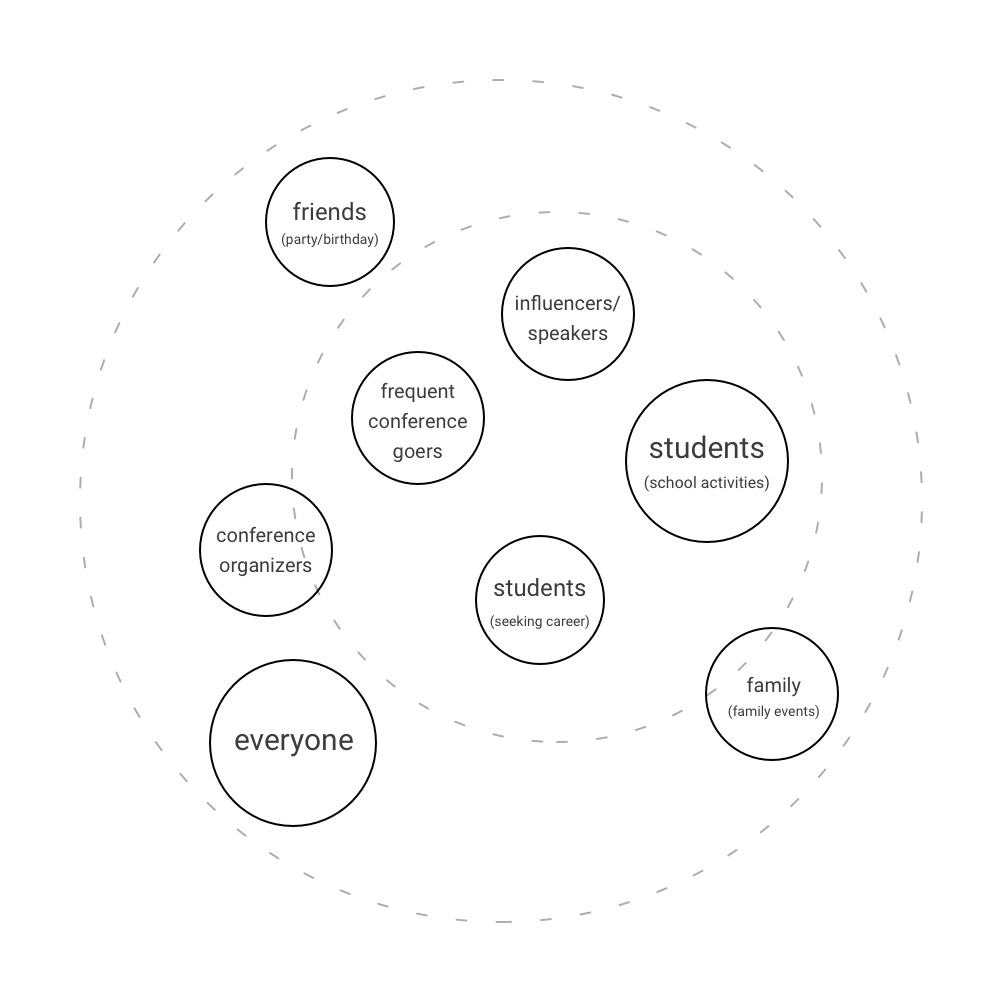 friends
(party/birthday)
influencers/
speakers
frequent
conference
goers
students
(school activities)
conference
organizers
students
(seeking career)
family
(family events)
everyone